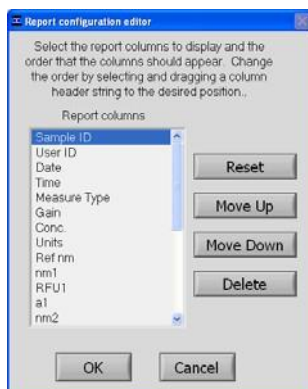 Report configuration editor
Select the report columns to display and the
order that the columns should appear. Change
the order by selecting and dragging a column
header string to the desired position..
Report columns
Sample ID
User ID
Date
Time
Measure Type
Gain
Conc.
Units
Ref nm
nm1
RFU1
a1
nm2
Reset
Move Up
Move Down
Delete
OK
Cancel